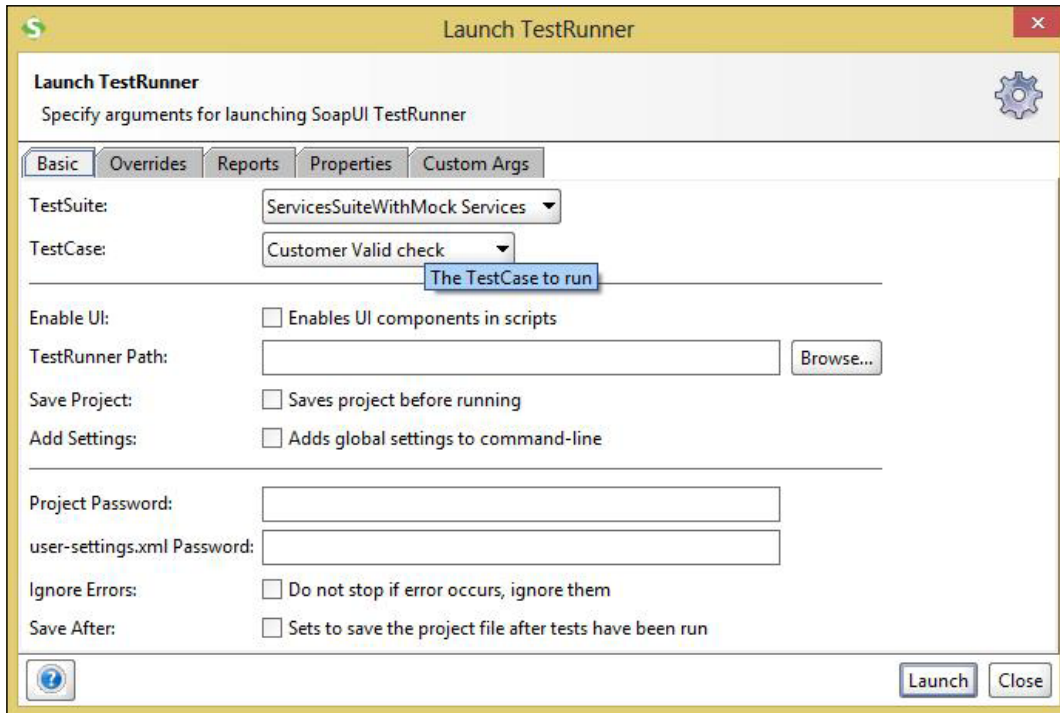 Launch TestRunner
Launch TestRunner
Specify arguments for launching SoapUI TestRunner
Basic Overrides Reports Properties Custom Args
TestSuite: ServicesSuiteWithMock Services
TestCase: Customer Valid check
The TestCase to run
Enable UI: Enables UI components in scripts
TestRunner Path: Browse...
Save Project: Saves project before running
Add Settings: Adds global settings to command-line
Project Password:
user-settings.xml Password:
Ignore Errors: Do not stop if error occurs, ignore them
Save After: Sets to save the project file after tests have been run
Launch Close